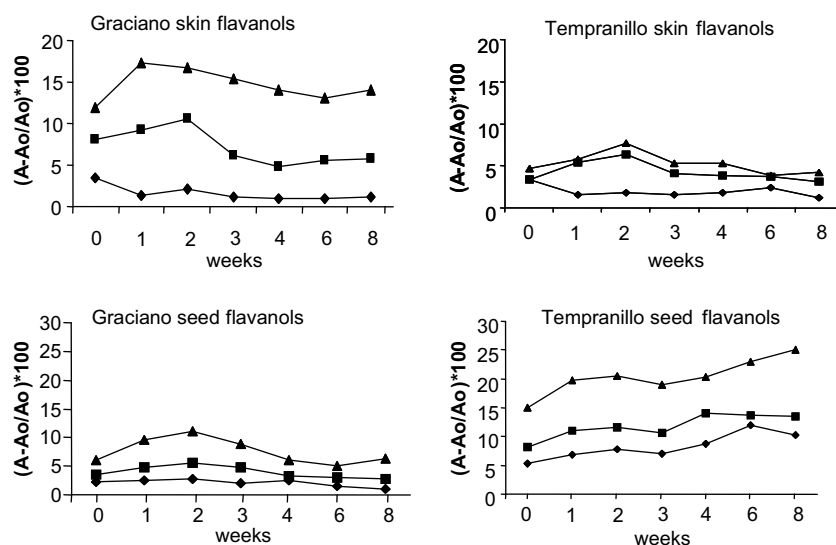 Graciano skin flavanols
(A-Ao/Ao)*100
20
15
10
5
0
0 1 2 3 4 6 8
weeks
Tempranillo skin flavanols
(A-Ao/Ao)*100
20
15
10
5
0
0 1 2 3 4 6 8
weeks
Graciano seed flavanols
(A-Ao/Ao)*100
30
25
20
15
10
5
0
0 1 2 3 4 6 8
weeks
Tempranillo seed flavanols
(A-Ao/Ao)*100
30
25
20
15
10
5
0
0 1 2 3 4 6 8
weeks